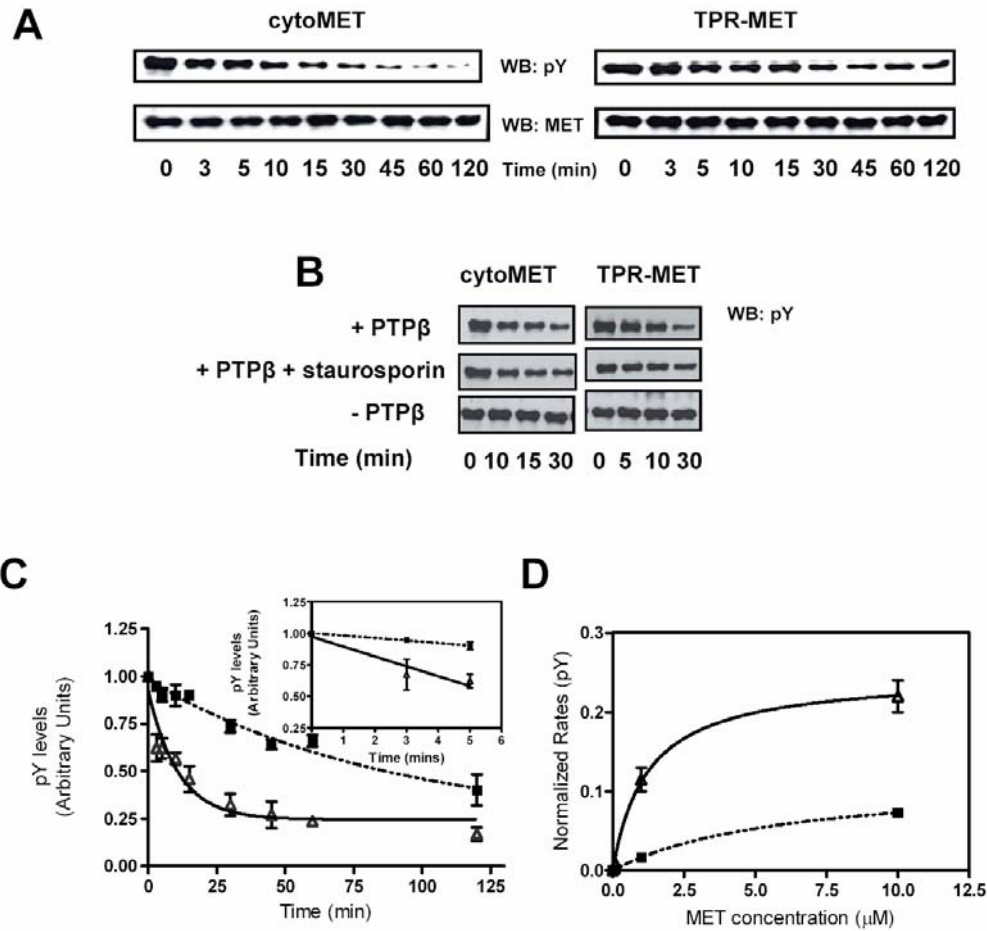 A
cytoMET
TPR-MET
WB: pY
WB: MET
0 3 5 10 15 30 45 60 120 Time (min) 0 3 5 10 15 30 45 60 120
B
cytoMET TPR-MET
+ PTPβ
WB: pY
+ PTPβ + staurosporin
- PTPβ
Time (min) 0 10 15 30 0 5 10 30
C
pY levels
(Arbitrary Units)
1.25
1.00
0.75
0.50
0.25
0.00
0 25 50 75 100 125
Time (min)
pY levels
(Arbitrary Units)
1.25
1.00
0.75
0.50
0.25
1 2 3 4 5 6
Time (mins)
D
Normalized Rates (pY)
0.3
0.2
0.1
0.0
0.0 2.5 5.0 7.5 10.0 12.5
MET concentration (μM)